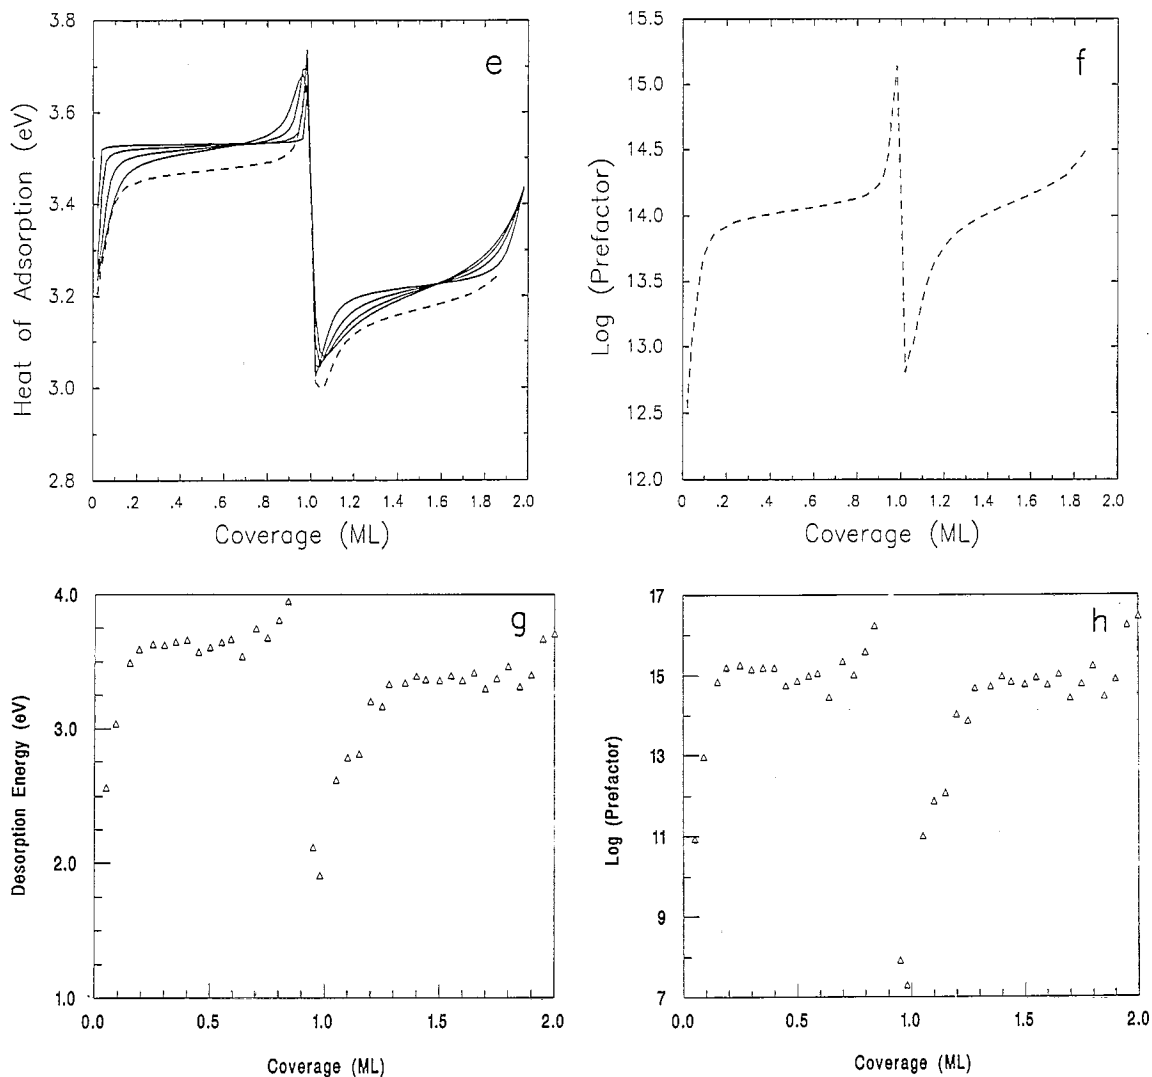 e
Heat of Adsorption (eV)
3.8
3.6
3.4
3.2
3.0
2.8
0 .2 .4 .6 .8 1.0 1.2 1.4 1.6 1.8 2.0
Coverage (ML)
f
Log (Prefactor)
15.5
15.0
14.5
14.0
13.5
13.0
12.5
12.0
0 .2 .4 .6 .8 1.0 1.2 1.4 1.6 1.8 2.0
Coverage (ML)
g
Desorption Energy (eV)
4.0
3.0
2.0
1.0
0.0 0.5 1.0 1.5 2.0
Coverage (ML)
h
Log (Prefactor)
17
15
13
11
9
7
0.0 0.5 1.0 1.5 2.0
Coverage (ML)